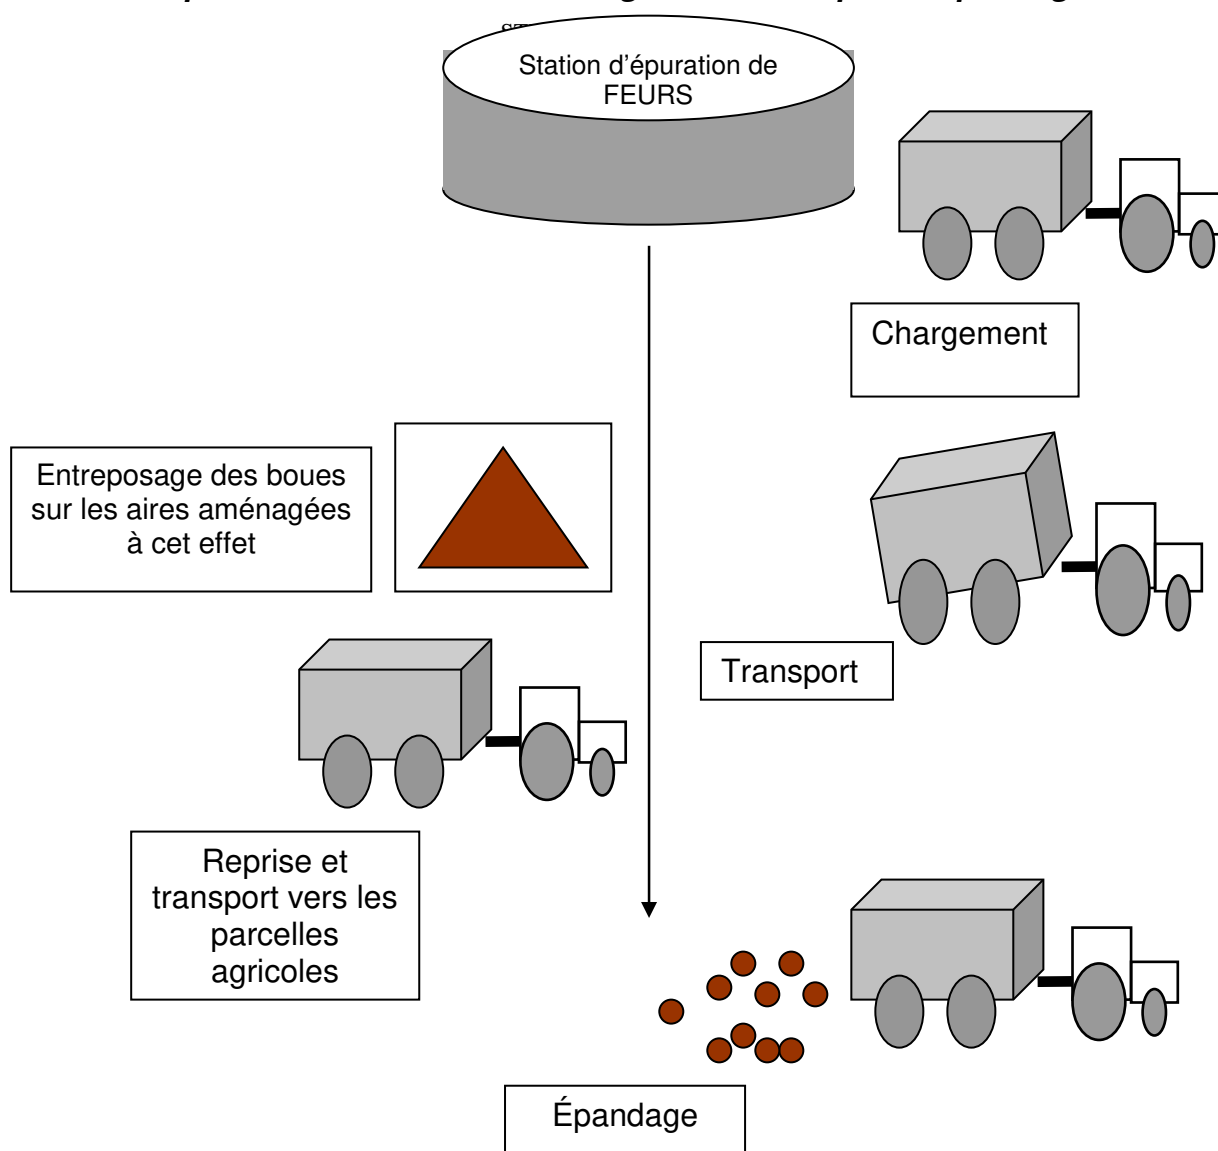 Station d'épuration de
FEURS
Chargement
Entreposage des boues
sur les aires aménagées
à cet effet
Transport
Reprise et
transport vers les
parcelles
agricoles
Épandage